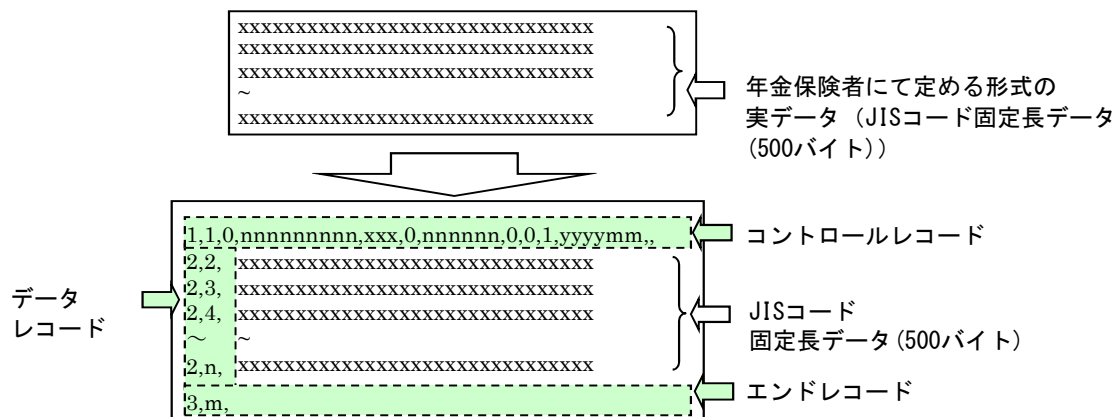 xxxxxxxxxxxxxxxxxxxxxxxxxxxxxxx
xxxxxxxxxxxxxxxxxxxxxxxxxxxxxxx
xxxxxxxxxxxxxxxxxxxxxxxxxxxxxxx
~
xxxxxxxxxxxxxxxxxxxxxxxxxxxxxxx
年金保険者にて定める形式の
実データ（JISコード固定長データ
(500バイト)）
1,1,0,nnnnnnnnnn,xxx,0,nnnnnn,0,0,1,yyyymm,,
コントロールレコード
2,2, xxxxxxxxxxxxxxxxxxxxxxxxxxxxxxx
2,3, xxxxxxxxxxxxxxxxxxxxxxxxxxxxxxx
2,4, xxxxxxxxxxxxxxxxxxxxxxxxxxxxxxx
～ ~
2,n, xxxxxxxxxxxxxxxxxxxxxxxxxxxxxxx
データ
レコード
JISコード
固定長データ(500バイト)
3,m,
エンドレコード